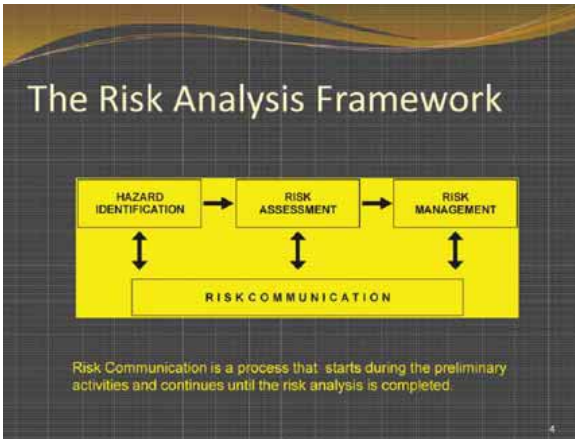 The Risk Analysis Framework
HAZARD
IDENTIFICATION
RISK
ASSESSMENT
RISK
MANAGEMENT
R I S K C O M M U N I C A T I O N
Risk Communication is a process that starts during the preliminary
activities and continues until the risk analysis is completed.
4